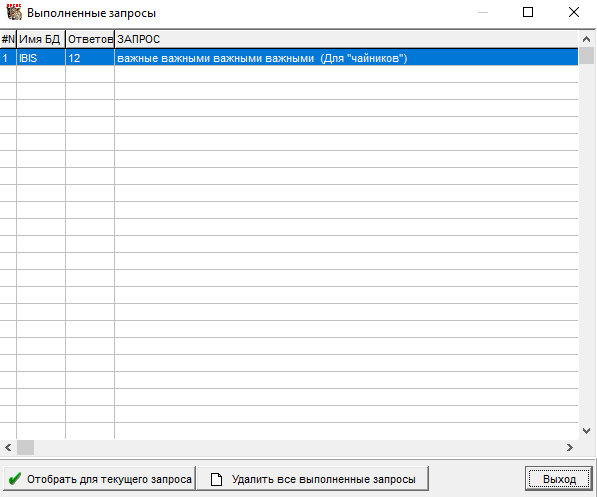 Выполненные запросы
#N Имя БД Ответов ЗАПРОС
1 IBIS 12 важные важными важными важными (Для "чайников")
Отобрать для текущего запроса Удалить все выполненные запросы Выход